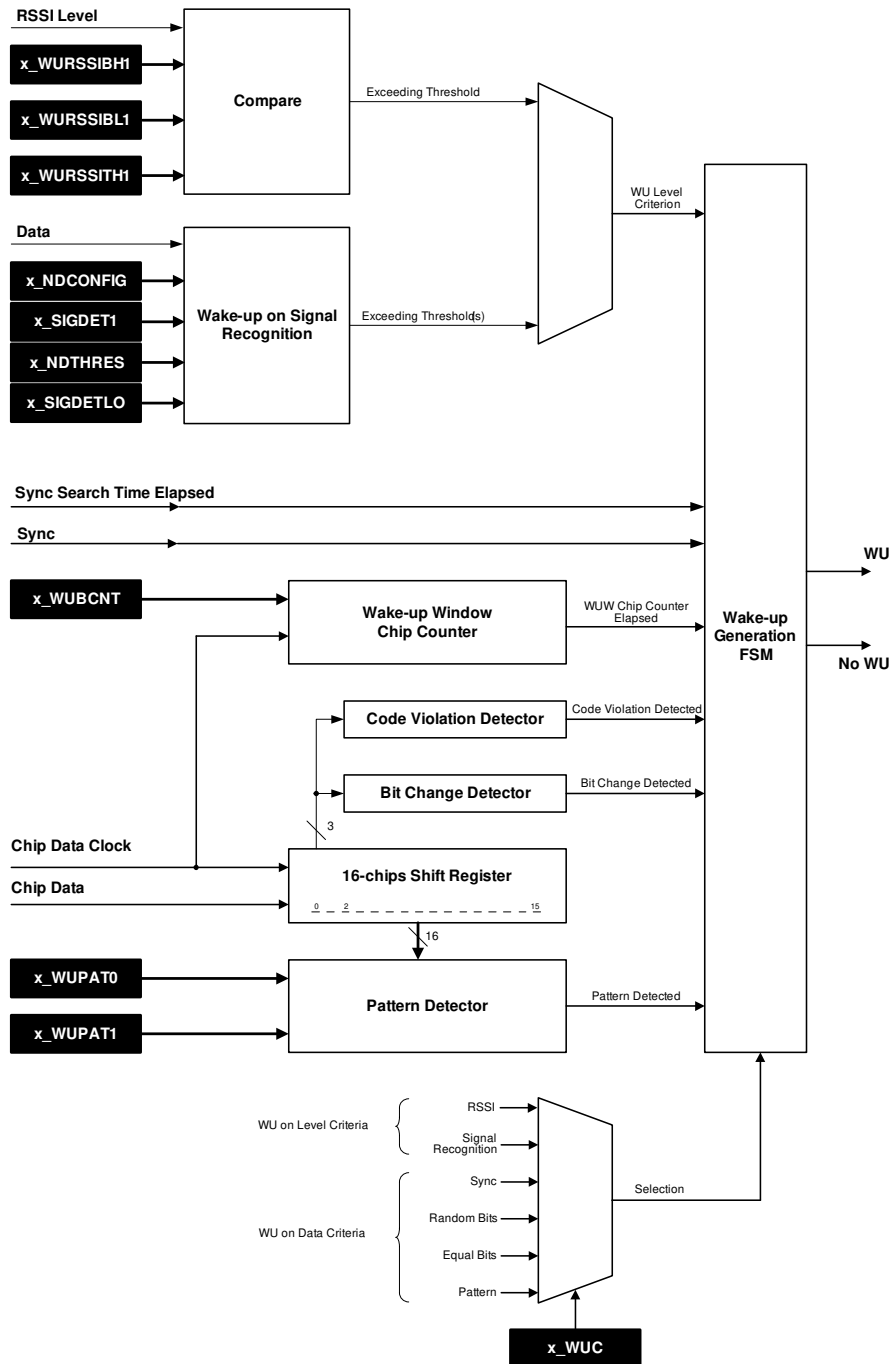 RSSI Level
x_WURSSIBH1
Compare
Exceeding Threshold
x_WURSSIBL1
x_WURSSITH1
WU Level
Criterion
Data
x_NDCONFIG
x_SIGDET1
Wake-up on Signal
Recognition
Exceeding Threshold(s)
x_NDTHRES
x_SIGDETLO
Sync Search Time Elapsed
Sync
WU
x_WUBCNT
Wake-up Window
Chip Counter
WUW Chip Counter
Elapsed
Wake-up
Generation
FSM
No WU
Code Violation Detector
Code Violation Detected
Bit Change Detector
Bit Change Detected
3
Chip Data Clock
16-chips Shift Register
Chip Data
0 2 15
16
x_WUPAT0
Pattern Detector
Pattern Detected
x_WUPAT1
WU on Level Criteria
RSSI
Signal
Recognition
Sync
Selection
Random Bits
WU on Data Criteria
Equal Bits
Pattern
x_WUC